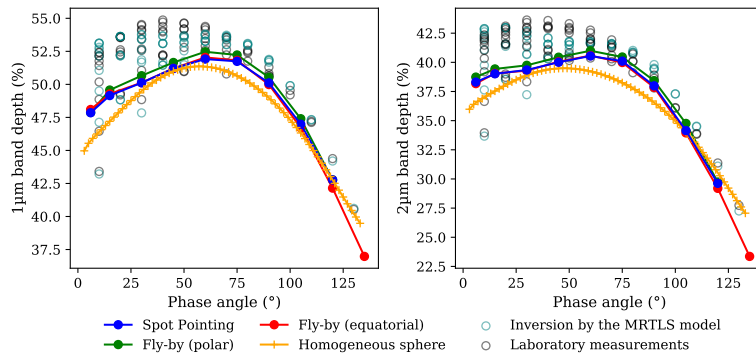 55.0
52.5
50.0
47.5
45.0
42.5
40.0
37.5
1μm band depth (%)
0 25 50 75 100 125
Phase angle (°)
42.5
40.0
37.5
35.0
32.5
30.0
27.5
25.0
22.5
2μm band depth (%)
0 25 50 75 100 125
Phase angle (°)
Spot Pointing
Fly-by (polar)
Fly-by (equatorial)
Homogeneous sphere
Inversion by the MRTLS model
Laboratory measurements